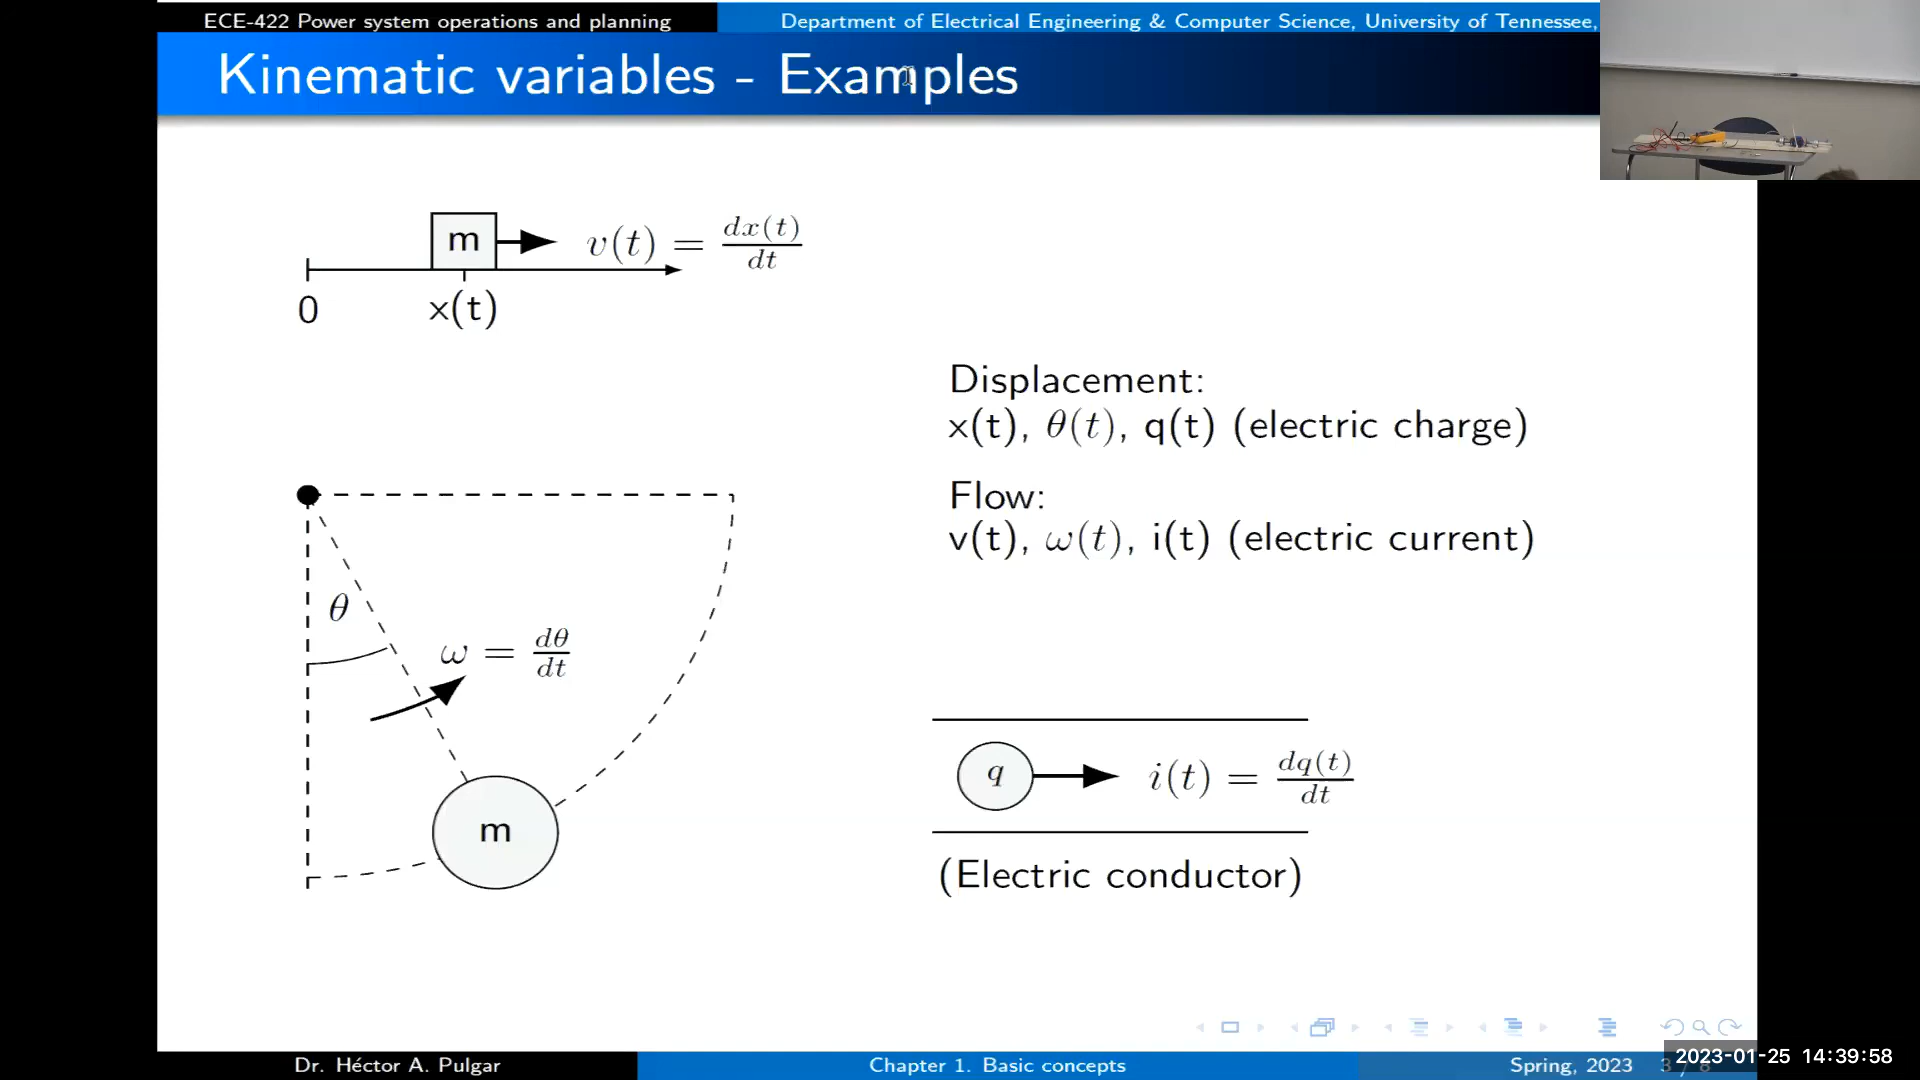 ECE-422 Power system operations and planning
Department of Electrical Engineering & Computer Science, University of Tennessee,
Kinematic variables - Examples
m
v(t) = dx(t)/dt
0
x(t)
Displacement:
x(t), θ(t), q(t) (electric charge)
Flow:
v(t), ω(t), i(t) (electric current)
θ
ω = dθ/dt
m
q
i(t) = dq(t)/dt
(Electric conductor)
Dr. Héctor A. Pulgar
Chapter 1. Basic concepts
Spring, 2023
3 / 8
2023-01-25 14:39:58